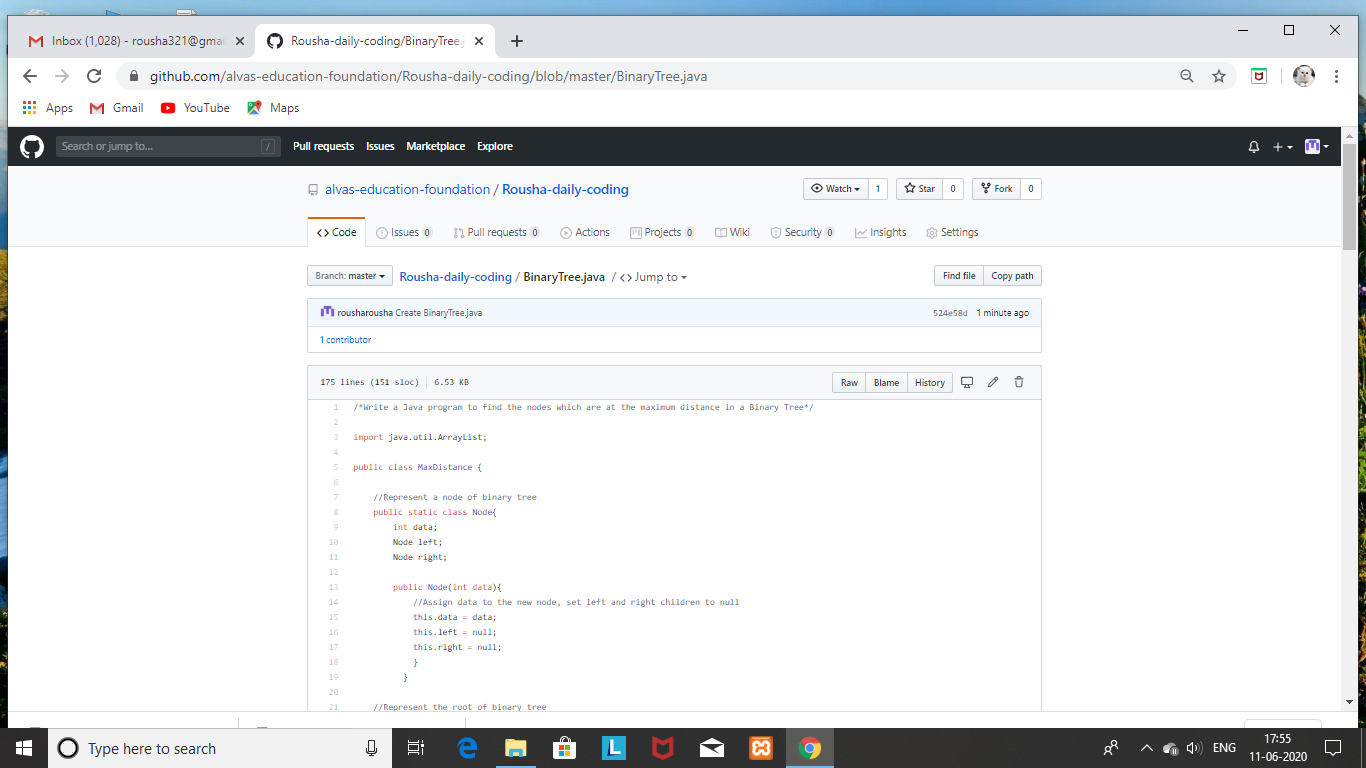 Inbox (1,028) - rousha321@gma
Rousha-daily-coding/BinaryTree.j
github.com/alvas-education-foundation/Rousha-daily-coding/blob/master/BinaryTree.java
Apps Gmail YouTube Maps
Search or jump to... / Pull requests Issues Marketplace Explore
alvas-education-foundation / Rousha-daily-coding Watch 1 Star 0 Fork 0
Code Issues 0 Pull requests 0 Actions Projects 0 Wiki Security 0 Insights Settings
Branch: master Rousha-daily-coding / BinaryTree.java / <> Jump to Find file Copy path
rousharousha Create BinaryTree.java 524e58d 1 minute ago
1 contributor
175 lines (151 sloc) 6.53 KB Raw Blame History
1 /*Write a Java program to find the nodes which are at the maximum distance in a Binary Tree*/
2
3 import java.util.ArrayList;
4
5 public class MaxDistance {
6
7 //Represent a node of binary tree
8 public static class Node{
9 int data;
10 Node left;
11 Node right;
12
13 public Node(int data){
14 //Assign data to the new node, set left and right children to null
15 this.data = data;
16 this.left = null;
17 this.right = null;
18 }
19 }
20
21 //Represent the root of binary tree
Type here to search
ENG
17:55
11-06-2020